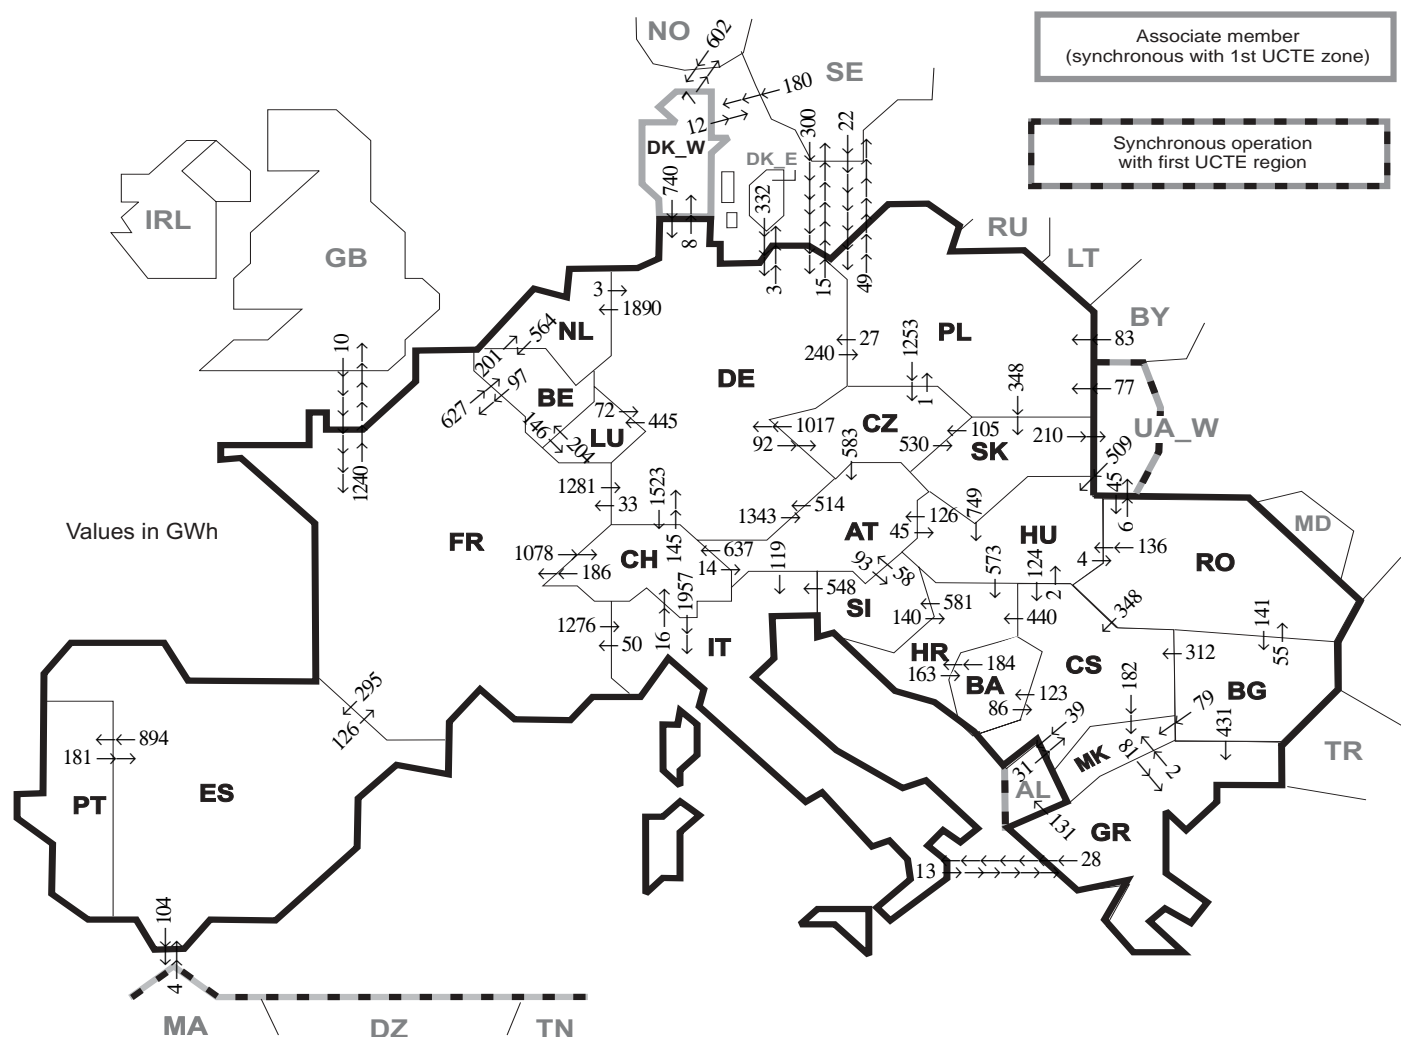 NO
602
SE
180
7
12
DK_W
DK_E
300
22
740
332
8
3
15
49
Associate member
(synchronous with 1st UCTE zone)
Synchronous operation
with first UCTE region
IRL
GB
RU
LT
BY
83
77
UA_W
10
1240
3
1890
NL
564
201
97
627
BE
146
204
LU
72
445
DE
27
240
PL
1253
1
348
1017
92
CZ
583
105
530
SK
210
509
45
6
MD
Values in GWh
FR
1281
33
1523
145
1343
514
AT
126
45
749
HU
136
4
RO
1078
186
CH
637
14
119
93
58
573
124
2
548
SI
581
140
348
141
55
1276
50
16
1957
IT
HR
440
CS
312
163
184
BA
123
86
182
BG
431
79
295
126
39
31
MK
81
2
TR
894
181
PT
ES
AL
131
GR
28
13
104
4
MA
DZ
TN